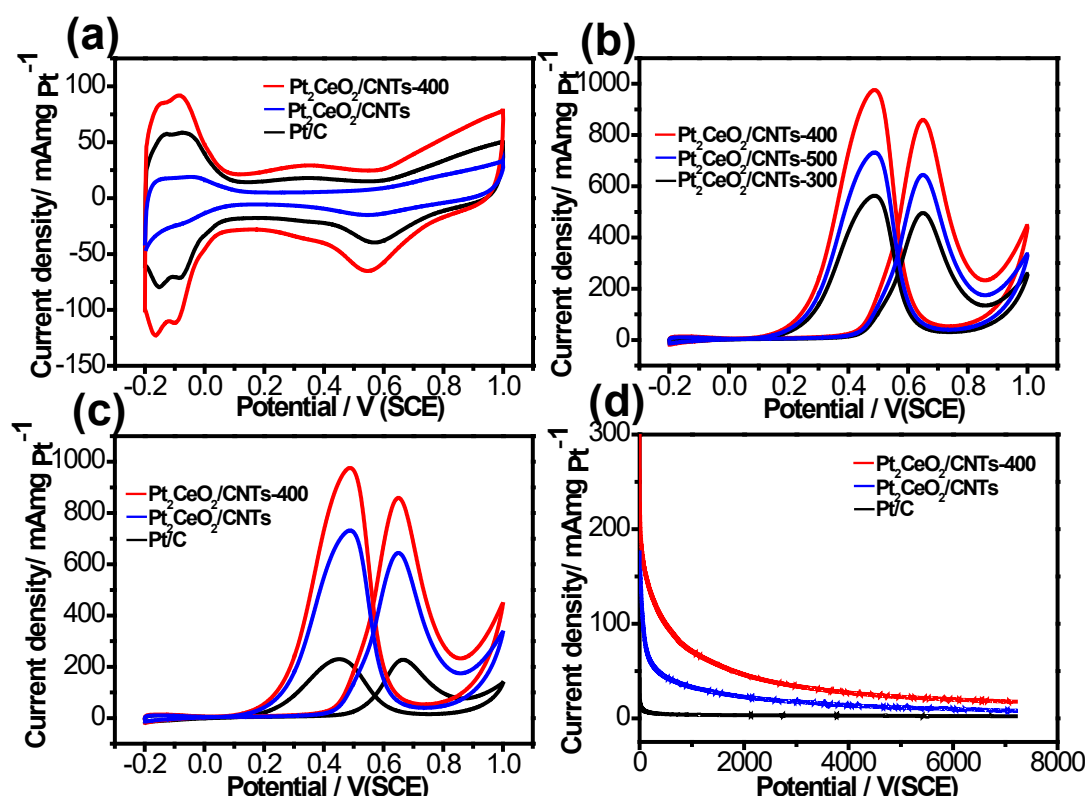 (a)
Current density/ mAmg Pt⁻¹
100
50
0
-50
-100
-150
Pt₂CeO₂/CNTs-400
Pt₂CeO₂/CNTs
Pt/C
-0.2 0.0 0.2 0.4 0.6 0.8 1.0
Potential / V (SCE)
(b)
Current density/ mAmg Pt⁻¹
1000
800
600
400
200
0
Pt₂CeO₂/CNTs-400
Pt₂CeO₂/CNTs-500
Pt₂CeO₂/CNTs-300
-0.2 0.0 0.2 0.4 0.6 0.8 1.0
Potential / V(SCE)
(c)
Current density/ mAmg Pt⁻¹
1000
800
600
400
200
0
Pt₂CeO₂/CNTs-400
Pt₂CeO₂/CNTs
Pt/C
-0.2 0.0 0.2 0.4 0.6 0.8 1.0
Potential / V(SCE)
(d)
Current density/ mAmg Pt⁻¹
300
200
100
0
Pt₂CeO₂/CNTs-400
Pt₂CeO₂/CNTs
Pt/C
0 2000 4000 6000 8000
Potential / V(SCE)